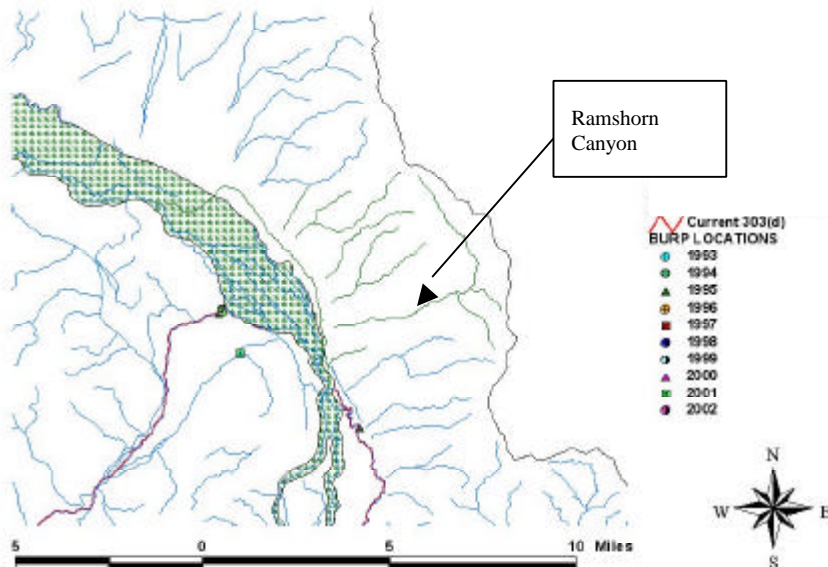 Ramshorn
Canyon
Current 303(d)
BURP LOCATIONS
1993
1994
1995
1996
1997
1998
1999
2000
2001
2002
N
W E
S
5 0 5 10 Miles